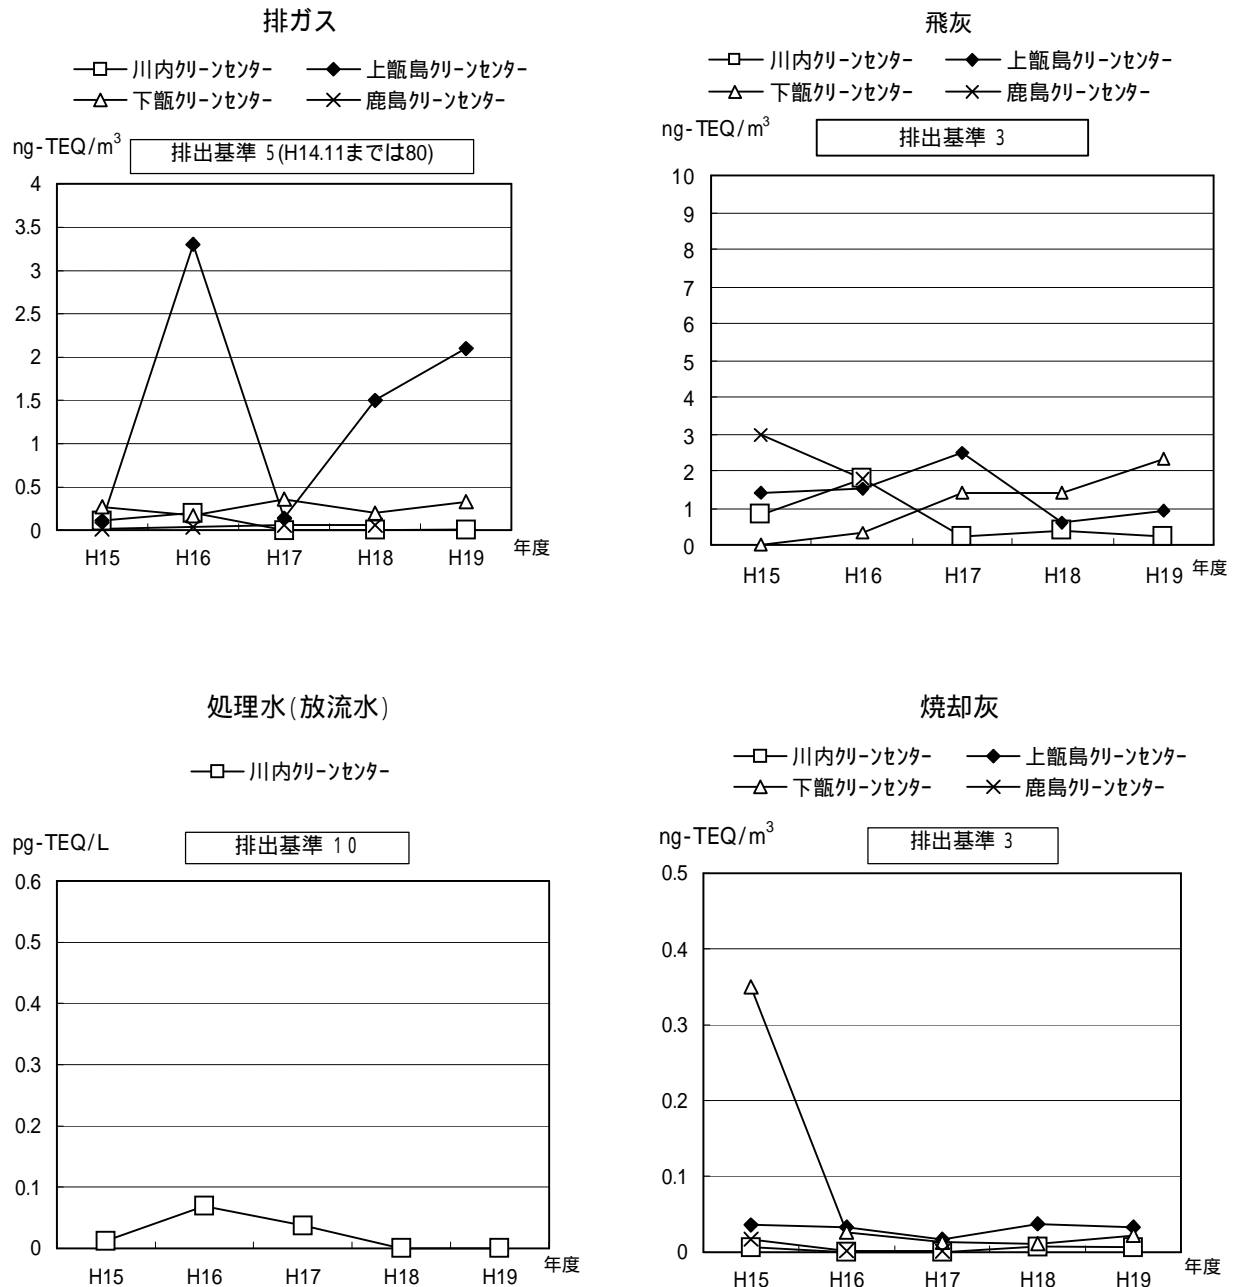 排ガス
川内クリーンセンター 上甑島クリーンセンター
下甑クリーンセンター 鹿島クリーンセンター
ng-TEQ/m³
排出基準 5(H14.11までは80)
4
3.5
3
2.5
2
1.5
1
0.5
0
H15 H16 H17 H18 H19 年度
飛灰
川内クリーンセンター 上甑島クリーンセンター
下甑クリーンセンター 鹿島クリーンセンター
ng-TEQ/m³
排出基準 3
10
9
8
7
6
5
4
3
2
1
0
H15 H16 H17 H18 H19 年度
処理水(放流水)
川内クリーンセンター
pg-TEQ/L
排出基準 10
0.6
0.5
0.4
0.3
0.2
0.1
0
H15 H16 H17 H18 H19 年度
焼却灰
川内クリーンセンター 上甑島クリーンセンター
下甑クリーンセンター 鹿島クリーンセンター
ng-TEQ/m³
排出基準 3
0.5
0.4
0.3
0.2
0.1
0
H15 H16 H17 H18 H19 年度